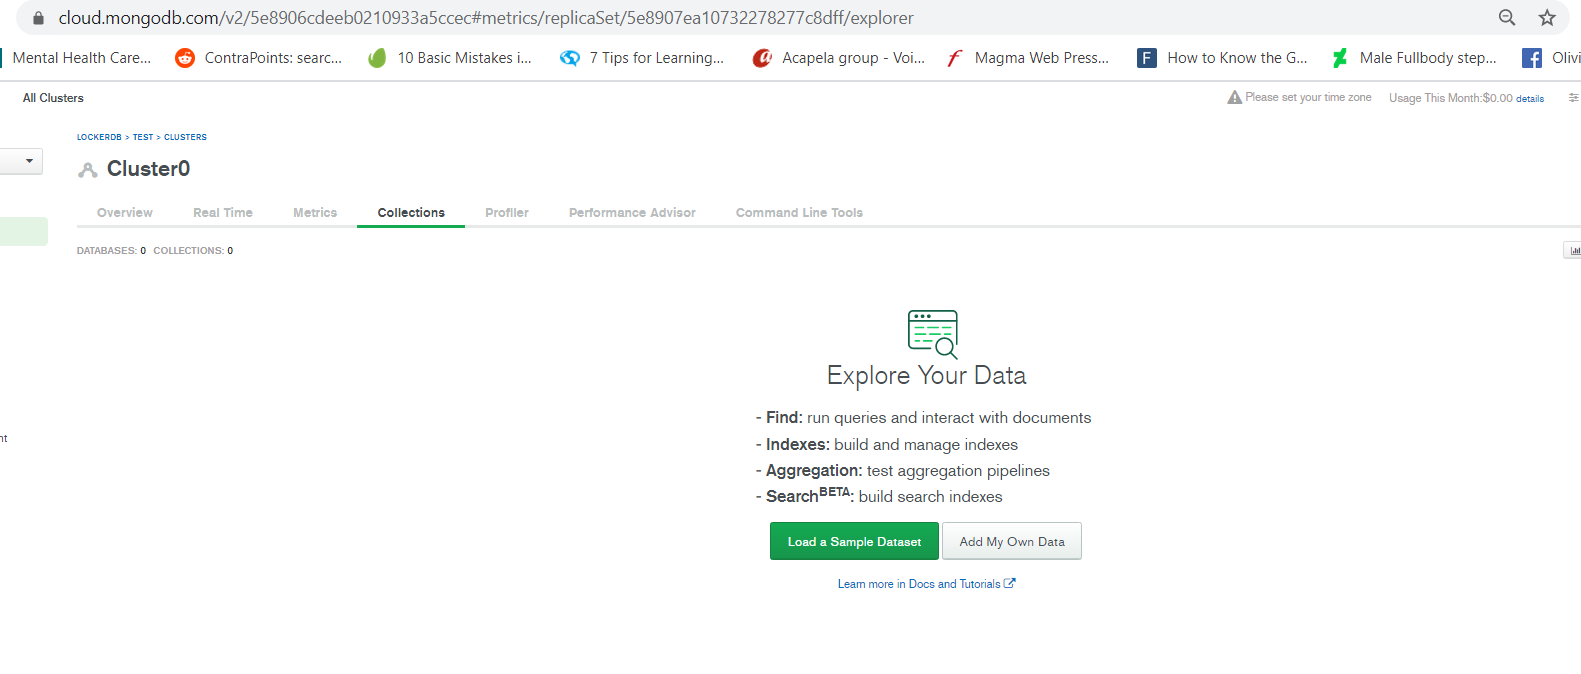 cloud.mongodb.com/v2/5e8906cdeeb0210933a5ccec#metrics/replicaSet/5e8907ea10732278277c8dff/explorer
Mental Health Care... ContraPoints: searc... 10 Basic Mistakes i... 7 Tips for Learning... Acapela group - Voi... Magma Web Press... F How to Know the G... Male Fullbody step... Olivi
All Clusters Please set your time zone Usage This Month:$0.00 details
LOCKERDB > TEST > CLUSTERS
Cluster0
Overview Real Time Metrics Collections Profiler Performance Advisor Command Line Tools
DATABASES: 0 COLLECTIONS: 0
Explore Your Data
- Find: run queries and interact with documents
nt
- Indexes: build and manage indexes
- Aggregation: test aggregation pipelines
- SearchBETA: build search indexes
Load a Sample Dataset Add My Own Data
Learn more in Docs and Tutorials